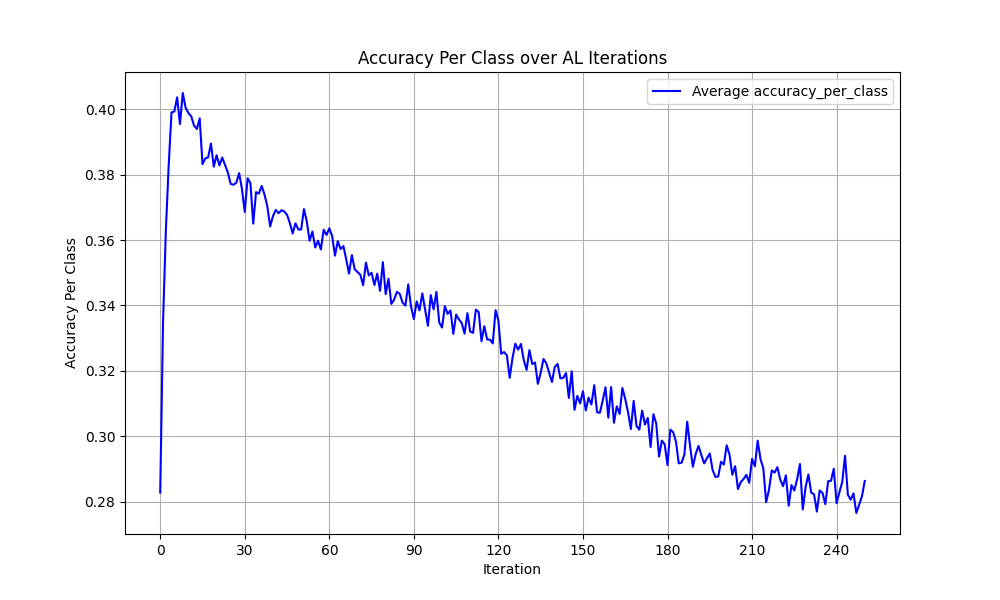 Accuracy Per Class over AL Iterations
Average accuracy_per_class
Accuracy Per Class
0.40
0.38
0.36
0.34
0.32
0.30
0.28
0 30 60 90 120 150 180 210 240
Iteration